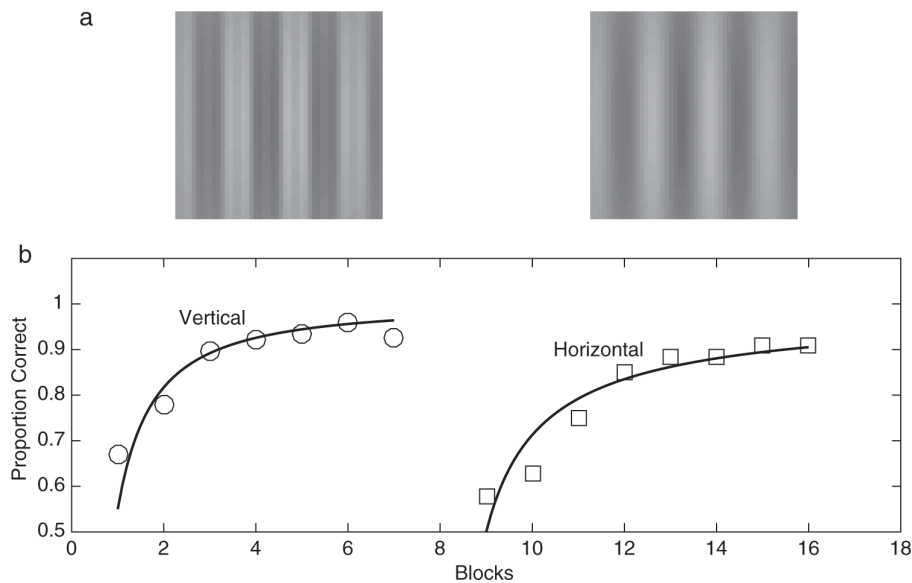 a
b
Proportion Correct
1
0.9
0.8
0.7
0.6
0.5
Vertical
Horizontal
0 2 4 6 8 10 12 14 16 18
Blocks